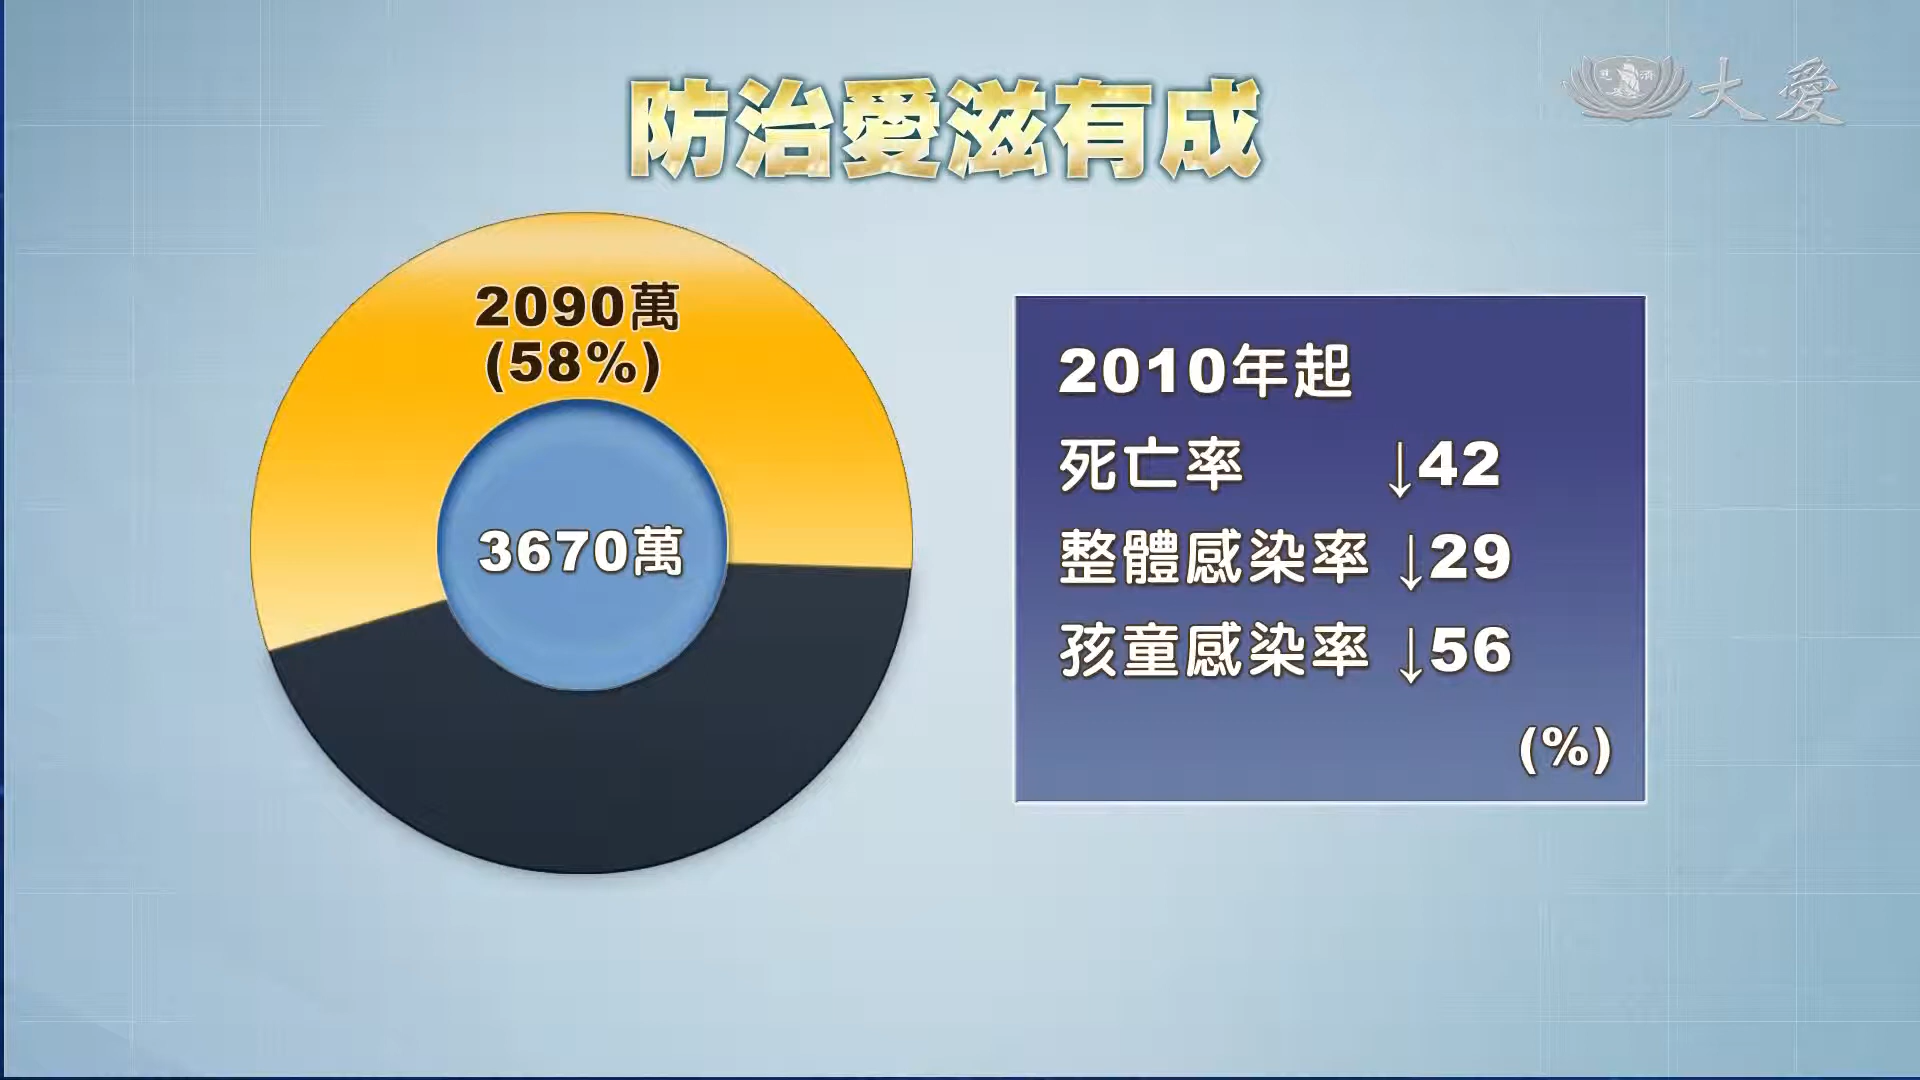 防治愛滋有成
大愛
2090萬
(58%)
3670萬
2010年起
死亡率 ↓42
整體感染率 ↓29
孩童感染率 ↓56
(%)